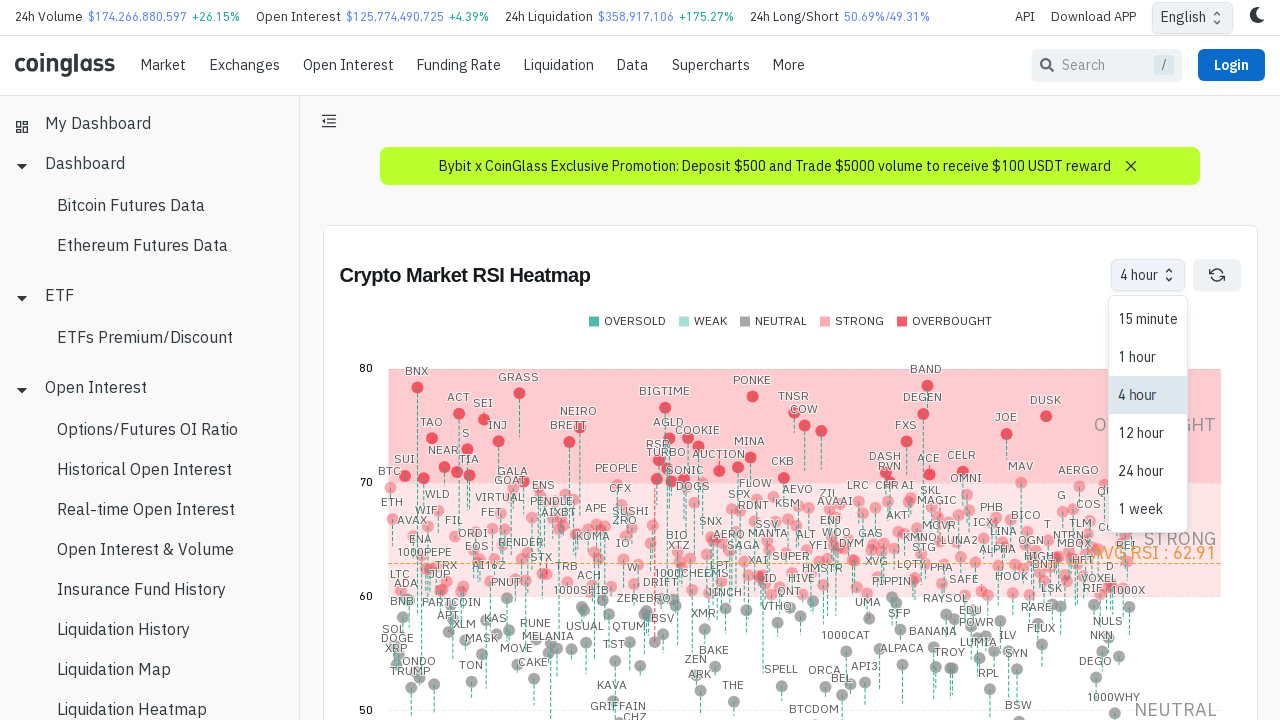 24h Volume $174,266,880,597 +26.15% Open Interest $125,774,490,725 +4.39% 24h Liquidation $358,917,106 +175.27% 24h Long/Short 50.69%/49.31% API Download APP English
coinglass Market Exchanges Open Interest Funding Rate Liquidation Data Supercharts More Search / Login
My Dashboard
Dashboard
Bitcoin Futures Data
Ethereum Futures Data
ETF
ETFs Premium/Discount
Open Interest
Options/Futures OI Ratio
Historical Open Interest
Real-time Open Interest
Open Interest & Volume
Insurance Fund History
Liquidation History
Liquidation Map
Liquidation Heatmap
Bybit x CoinGlass Exclusive Promotion: Deposit $500 and Trade $5000 volume to receive $100 USDT reward
Crypto Market RSI Heatmap
4 hour
15 minute
1 hour
4 hour
12 hour
24 hour
1 week
OVERSOLD WEAK NEUTRAL STRONG OVERBOUGHT
80
BNX GRASS PONKE BAND
ACT SEI BIGTIME TNSR DEGEN DUSK
TAO INJ NEIRO AGLD COW FXS JOE
S BRETT COOKIE
NEAR RSR TURBO MINA
BTC SUI TIA PEOPLE AUCTION CKB DASH ACE CELR
GALA SONIC RVN MAV AERGO
70
ETH WLD GOAT ENS CFX DOGS FLOW AEVO LRC CHR AI SKL OMNI G
WIF VIRTUAL PENDLE SPX RDNT KSM ZIL MAGIC PHB COS
AVAX FIL FET AIXBT APE SUSHI SNX SSV AVAAI AKT ICX BICO T TLM
ENA ORDI ZRO BIO AERO MANTA ALT ENJ WOO GAS MOVR LINA NTRN
1000PEPE EOS RENDER KOMA IO XTZ SAGA YFI DYM KMNO LUNA2 OGN MBOX STRONG
TRX AI16Z STX XAI SUPER STG ALPHA HIGH AVG RSI : 62.91
LTC JUP TRB W LPT HMSTR XVG LQTY PHA BNT HFT D
ADA PNUT ACH DRIFT 1000CHEEMS ID HIVE PIPPIN SAFE HOOK LSK VOXEL
1000SHIB 1INCH QNT RIF 1000X
60
BNB FARTCOIN ZEREBRO VTHO UMA RAYSOL RARE
APT XLM KAS BSV XMR SFP EDU NULS
SOL RUNE USUAL QTUM BANANA POWR FLUX
DOGE MASK MELANIA 1000CAT ILV NKN
XRP MOVE TST BAKE ALPACA TROY LUMIA SYN
ONDO TON CAKE ZEN SPELL ORCA API3 RPL DEGO
TRUMP KAVA ARK THE BEL 1000WHY
GRIFFAIN BTCDOM BSW
50
CHZ NEUTRAL